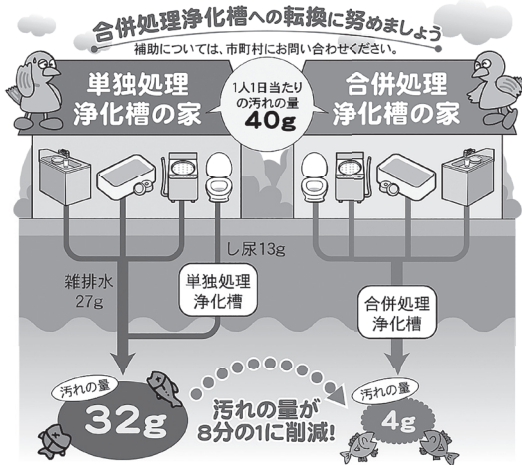 合併処理浄化槽への転換に努めましょう
補助については、市町村にお問い合わせください。
単独処理
浄化槽の家
1人1日当たり
の汚れの量
40g
合併処理
浄化槽の家
し尿13g
雑排水
27g
単独処理
浄化槽
合併処理
浄化槽
汚れの量
32g
汚れの量が
8分の1に削減!
汚れの量
4g